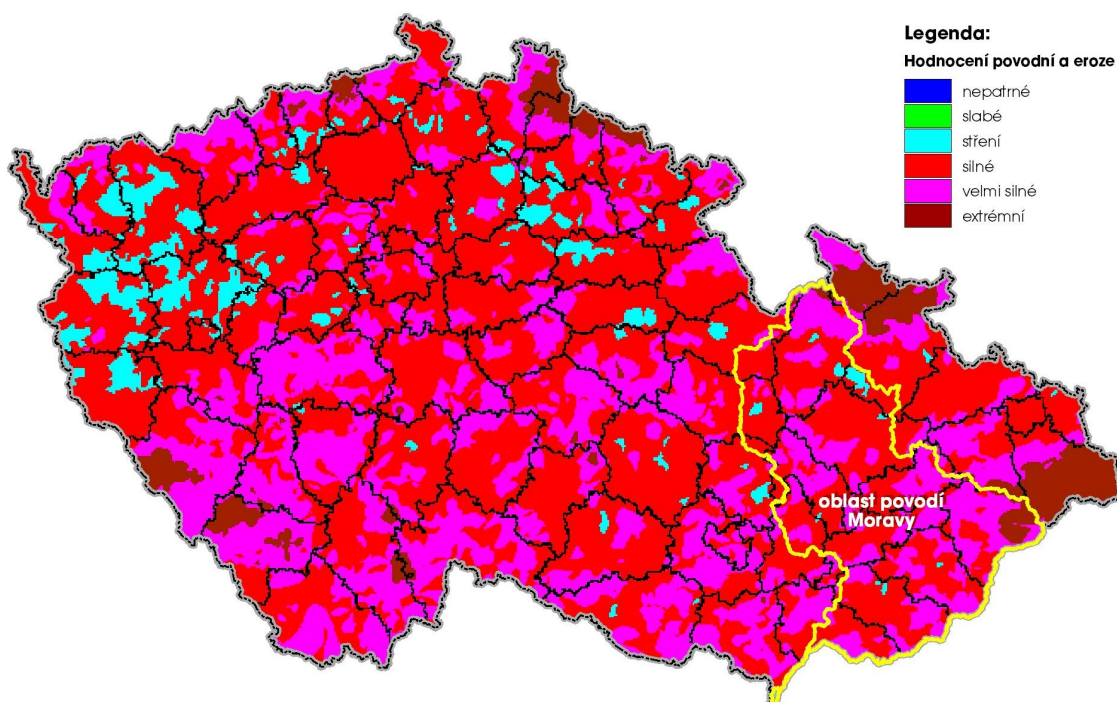 Legenda:
Hodnocení povodní a eroze
nepatrné
slabé
stření
silné
velmi silné
extrémní
oblast povodí
Moravy